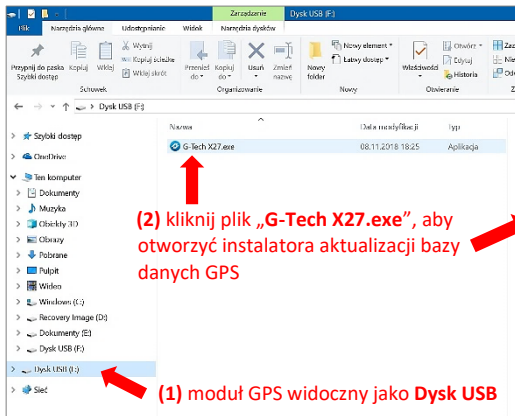 Zarządzanie Dysk USB (F:)
Plik Narzędzia główne Udostępnianie Widok Narzędzia dysków
Przypnij do paska Szybki dostęp
Kopiuj
Wklej
Wytnij
Kopiuj ścieżkę
Wklej skrót
Przenieś do
Kopiuj do
Usuń
Zmień nazwę
Nowy folder
Nowy element
Łatwy dostęp
Właściwości
Otwórz
Edytuj
Historia
Zaz
Nie
Schowek Organizowanie Nowy Otwieranie
Dysk USB (F:)
Nazwa Data modyfikacji Typ
G-Tech X27.exe 08.11.2018 18:25 Aplikacja
Szybki dostęp
OneDrive
Ten komputer
Dokumenty
Muzyka
Obiekty 3D
Obrazy
Pobrane
Pulpit
Wideo
Windows (C:)
Recovery Image (D:)
Dokumenty (E:)
Dysk USB (F:)
Dysk USB (F:)
Sieć
(2) kliknij plik „G-Tech X27.exe”, aby
otworzyć instalatora aktualizacji bazy
danych GPS
(1) moduł GPS widoczny jako Dysk USB